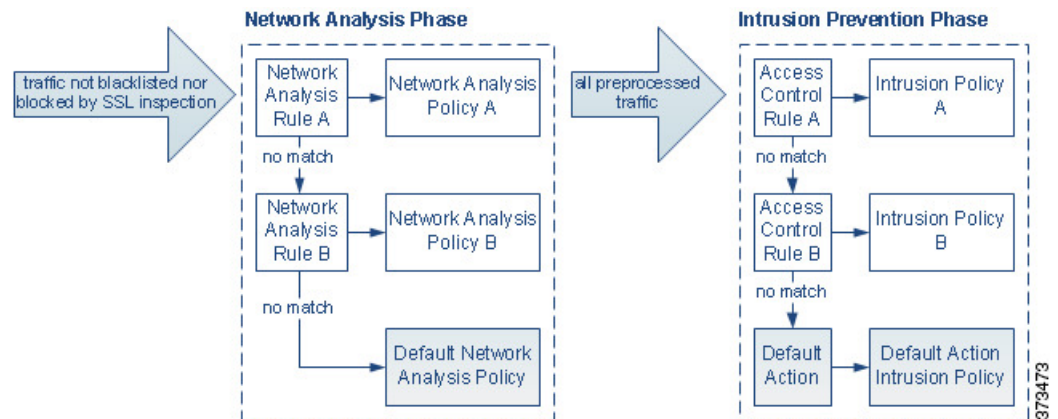 Network Analysis Phase
Intrusion Prevention Phase
traffic not blacklisted nor
blocked by SSL inspection
Network
Analysis
Rule A
Network Analysis
Policy A
no match
Network
Analysis
Rule B
Network Analysis
Policy B
no match
Default Network
Analysis Policy
all preprocessed
traffic
Access
Control
Rule A
Intrusion Policy
A
no match
Access
Control
Rule B
Intrusion Policy
B
no match
Default
Action
Default Action
Intrusion Policy
373473